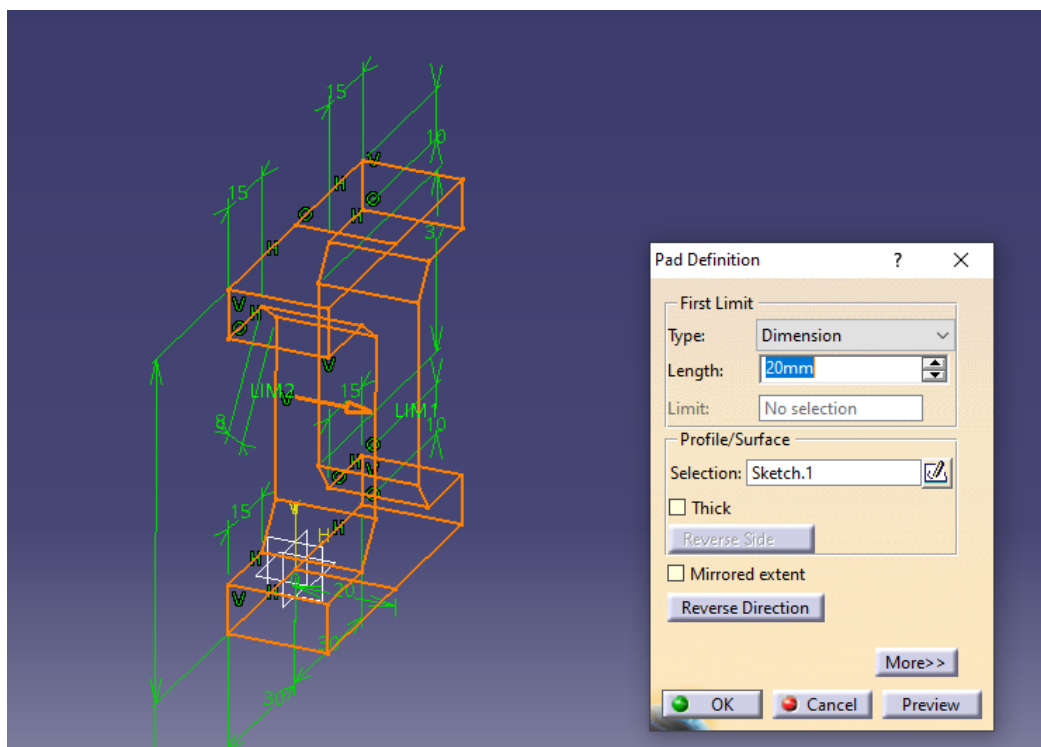 15
10
V
H
15
H
H
37
H
V
H
V
LIM2
V
15
LIM1
8
10
H
V
15
V
H
H
H
H
V
20
30
30
Pad Definition ? X
First Limit
Type: Dimension
Length: 20mm
Limit: No selection
Profile/Surface
Selection: Sketch.1
Thick
Reverse Side
Mirrored extent
Reverse Direction
More>>
OK Cancel Preview